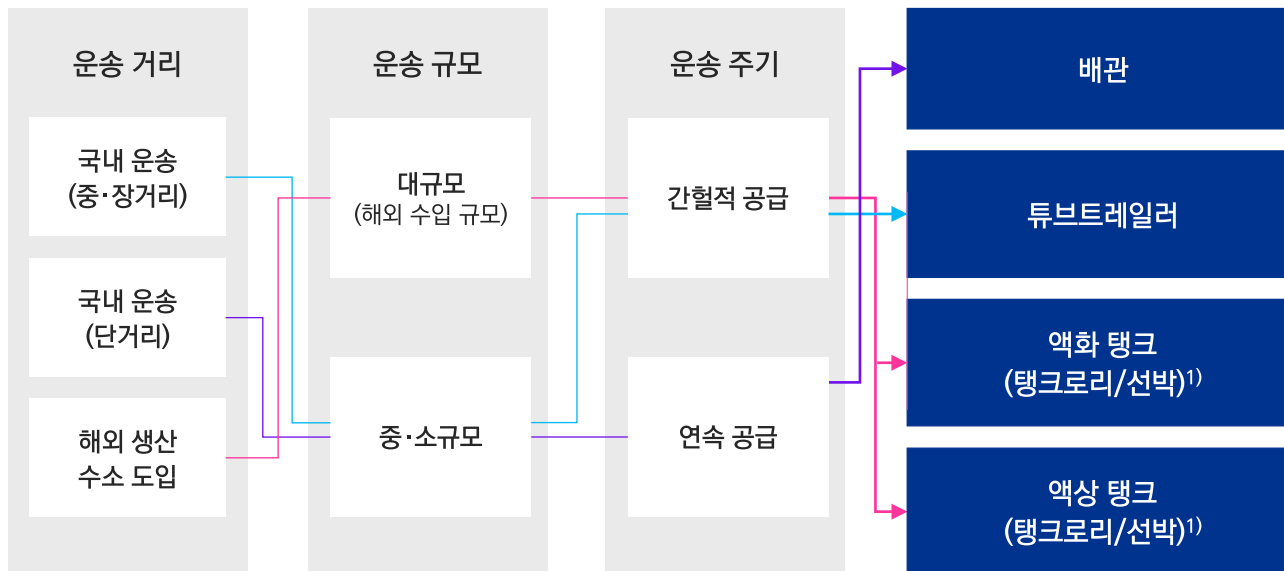 운송 거리
국내 운송
(중·장거리)
국내 운송
(단거리)
해외 생산
수소 도입
운송 규모
대규모
(해외 수입 규모)
중·소규모
운송 주기
간헐적 공급
연속 공급
배관
튜브트레일러
액화 탱크
(탱크로리/선박)¹⁾
액상 탱크
(탱크로리/선박)¹⁾